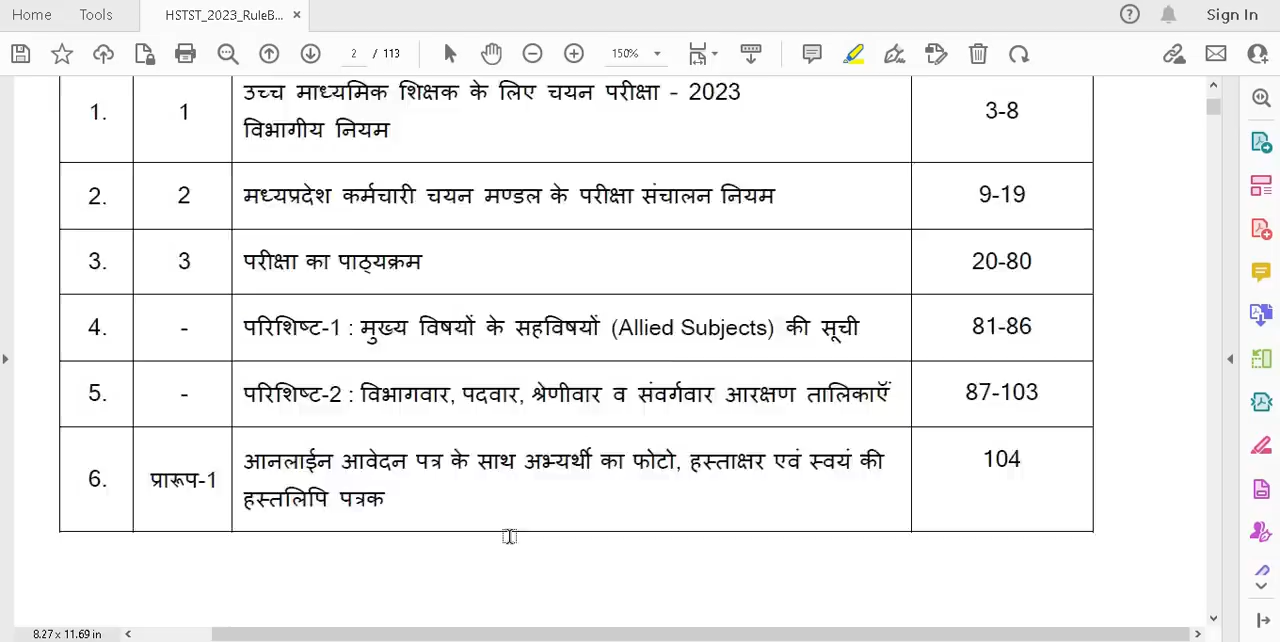 Home Tools HSTST_2023_RuleB... × Sign In
2 / 113 150%
1. 1 उच्च माध्यमिक शिक्षक के लिए चयन परीक्षा - 2023 3-8
विभागीय नियम
2. 2 मध्यप्रदेश कर्मचारी चयन मण्डल के परीक्षा संचालन नियम 9-19
3. 3 परीक्षा का पाठ्यक्रम 20-80
4. - परिशिष्ट-1 : मुख्य विषयों के सहविषयों (Allied Subjects) की सूची 81-86
5. - परिशिष्ट-2 : विभागवार, पदवार, श्रेणीवार व संवर्गवार आरक्षण तालिकाएँ 87-103
6. प्रारूप-1 आनलाईन आवेदन पत्र के साथ अभ्यर्थी का फोटो, हस्ताक्षर एवं स्वयं की 104
हस्तलिपि पत्रक
8.27 x 11.69 in